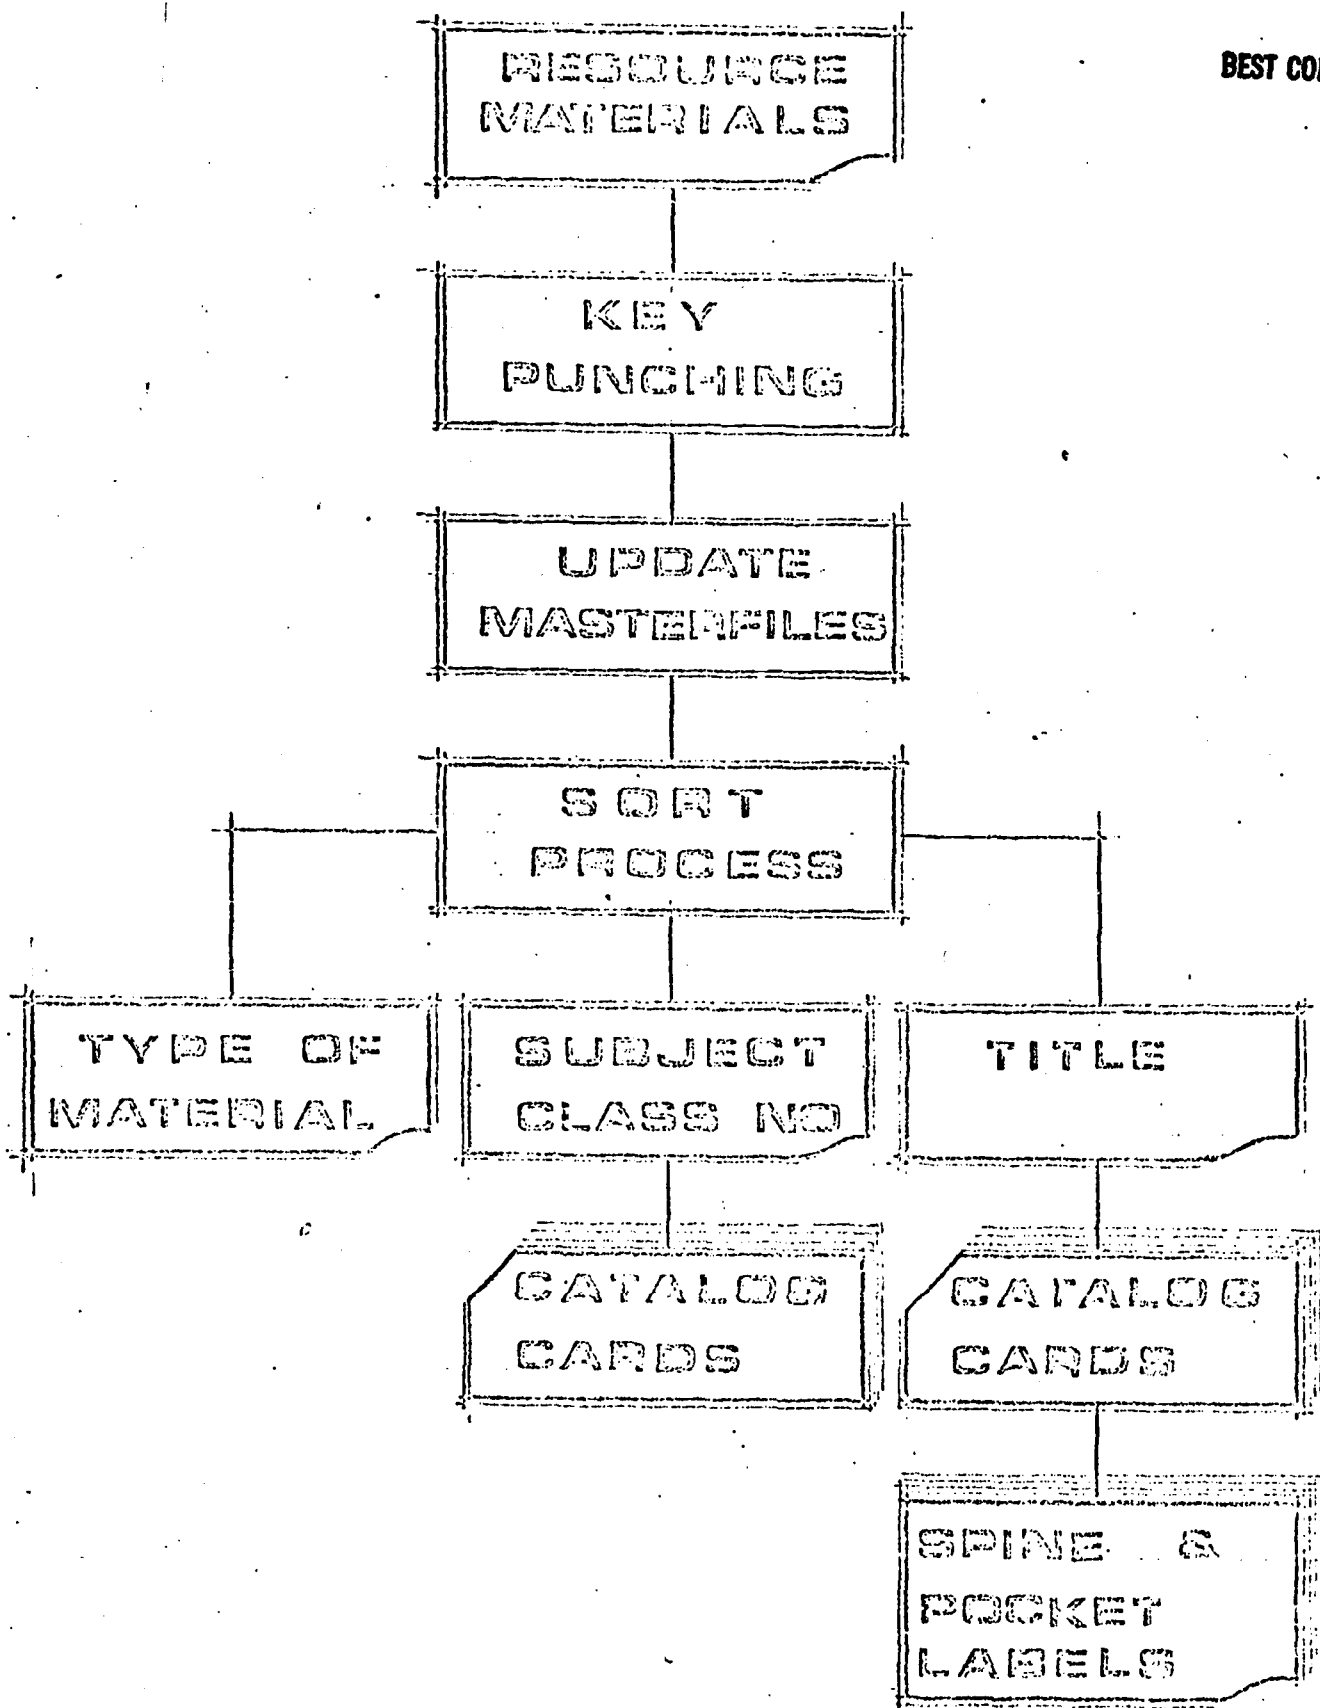 BEST
RESOURCE
MATERIALS
KEY
PUNCHING
UPDATE
MASTERFILES
SORT
PROCESS
TYPE OF
MATERIAL
SUBJECT
CLASS NO
TITLE
CATALOG
CARDS
CATALOG
CARDS
SPINE &
POCKET
LABELS